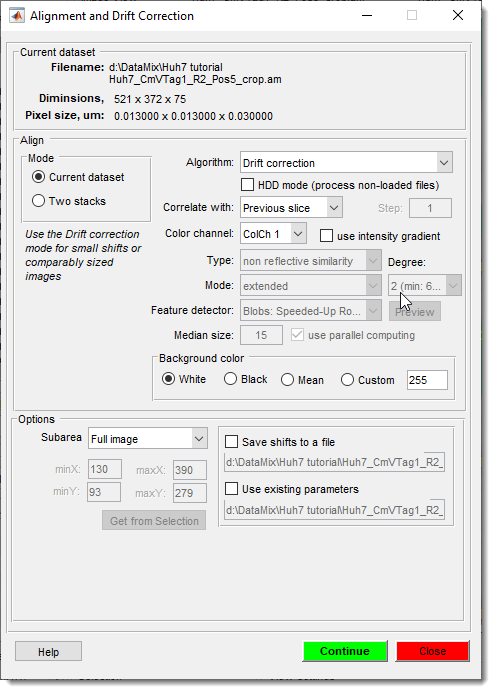 Alignment and Drift Correction
Current dataset
Filename: d:\DataMix\Huh7 tutorial
Huh7_CmVTag1_R2_Pos5_crop.am
Diminsions, 521 x 372 x 75
Pixel size, um: 0.013000 x 0.013000 x 0.030000
Align
Mode
Current dataset
Two stacks
Use the Drift correction
mode for small shifts or
comparably sized
images
Algorithm: Drift correction
HDD mode (process non-loaded files)
Correlate with: Previous slice Step: 1
Color channel: ColCh 1 use intensity gradient
Type: non reflective similarity Degree:
Mode: extended 2 (min: 6...
Feature detector: Blobs: Speeded-Up Ro... Preview
Median size: 15 use parallel computing
Background color
White Black Mean Custom 255
Options
Subarea Full image
minX: 130 maxX: 390
minY: 93 maxY: 279
Get from Selection
Save shifts to a file
d:\DataMix\Huh7 tutorial\Huh7_CmVTag1_R2_
Use existing parameters
d:\DataMix\Huh7 tutorial\Huh7_CmVTag1_R2_
Help Continue Close